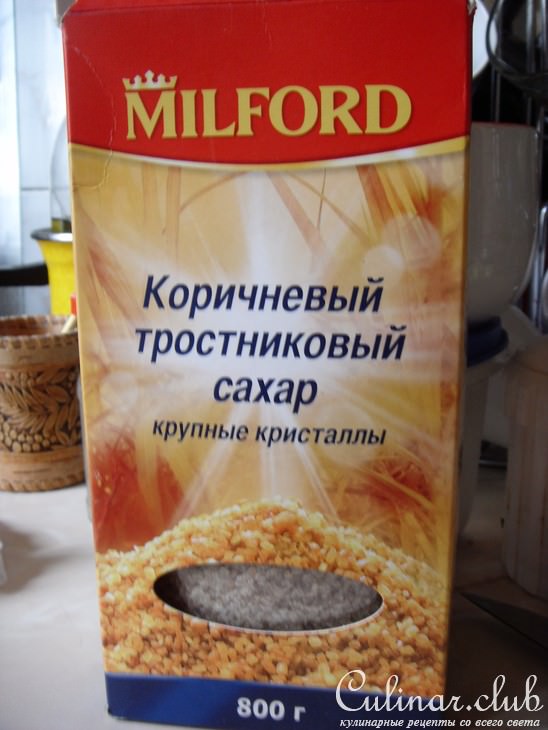 MILFORD
Коричневый
тростниковый
сахар
крупные кристаллы
800 г
Culinar.club
кулинарные рецепты со всего света